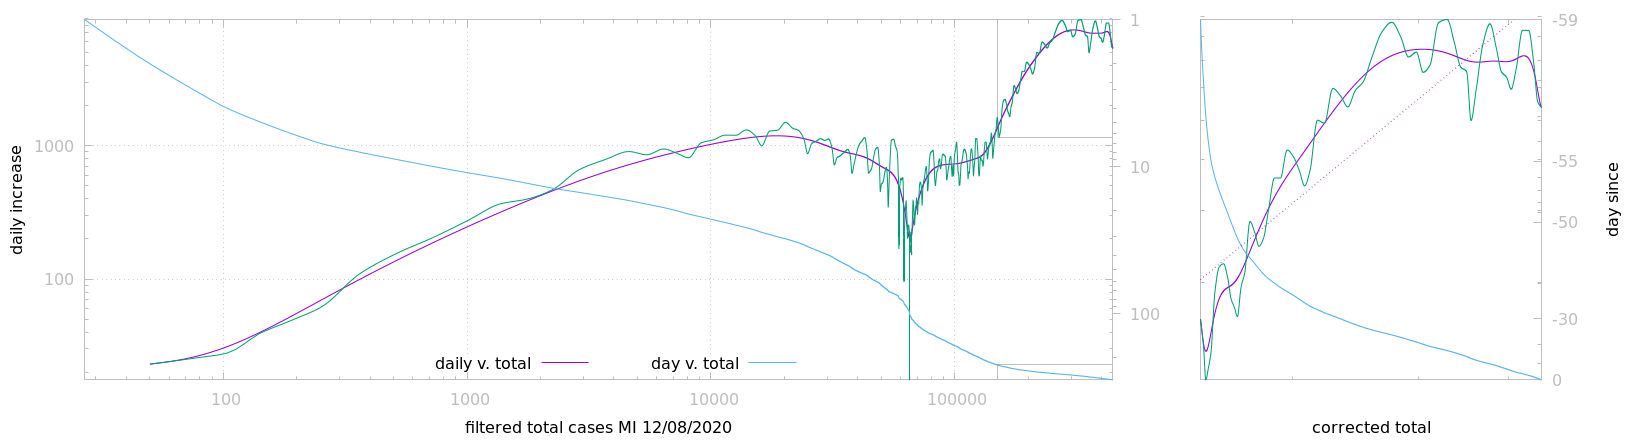 1000
100
daily increase
1
10
100
daily v. total
day v. total
100
1000
10000
100000
filtered total cases MI 12/08/2020
-59
-55
-50
-30
0
day since
corrected total